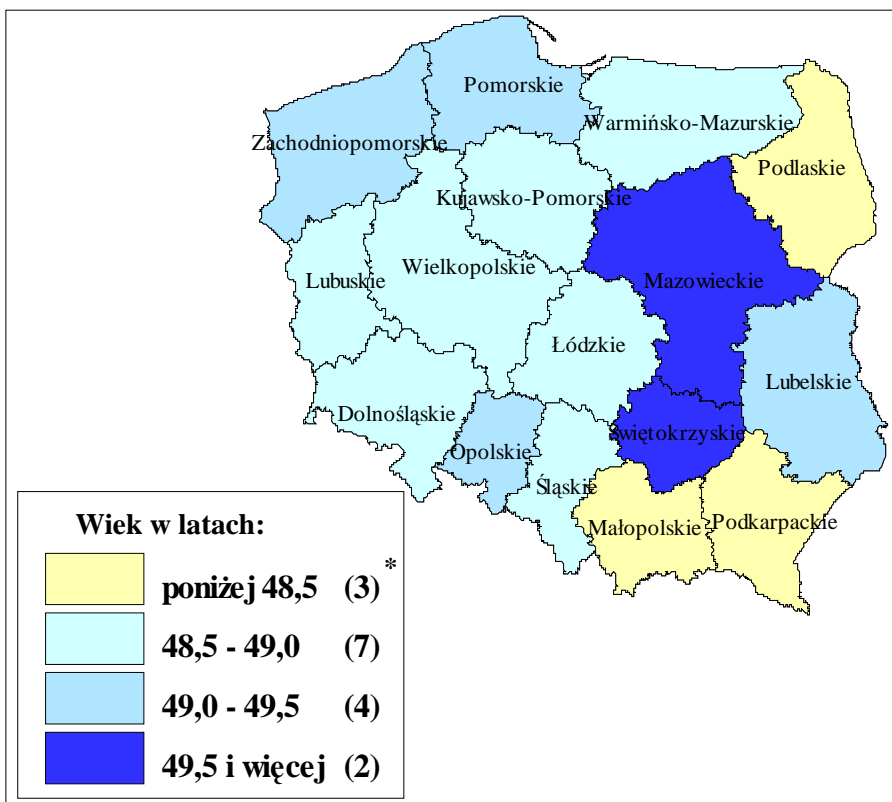 Pomorskie
Warmińsko-Mazurskie
Zachodniopomorskie
Podlaskie
Kujawsko-Pomorskie
Wielkopolskie
Mazowieckie
Lubuskie
Łódzkie
Lubelskie
Dolnośląskie
Świętokrzyskie
Opolskie
Śląskie
Małopolskie
Podkarpackie
Wiek w latach:
poniżej 48,5 (3)*
48,5 - 49,0 (7)
49,0 - 49,5 (4)
49,5 i więcej (2)